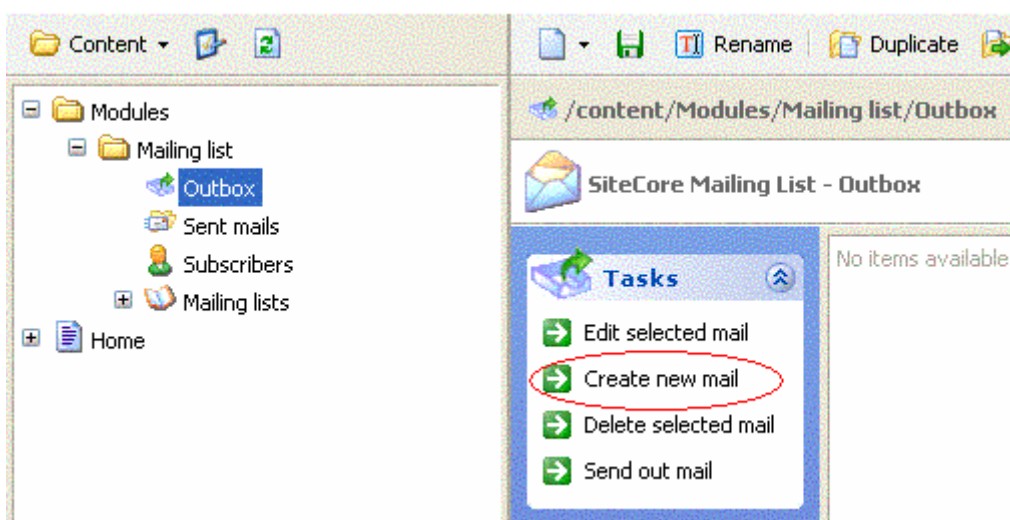 Content
Rename
Duplicate
Modules
Mailing list
Outbox
Sent mails
Subscribers
Mailing lists
Home
/content/Modules/Mailing list/Outbox
SiteCore Mailing List - Outbox
Tasks
Edit selected mail
Create new mail
Delete selected mail
Send out mail
No items available